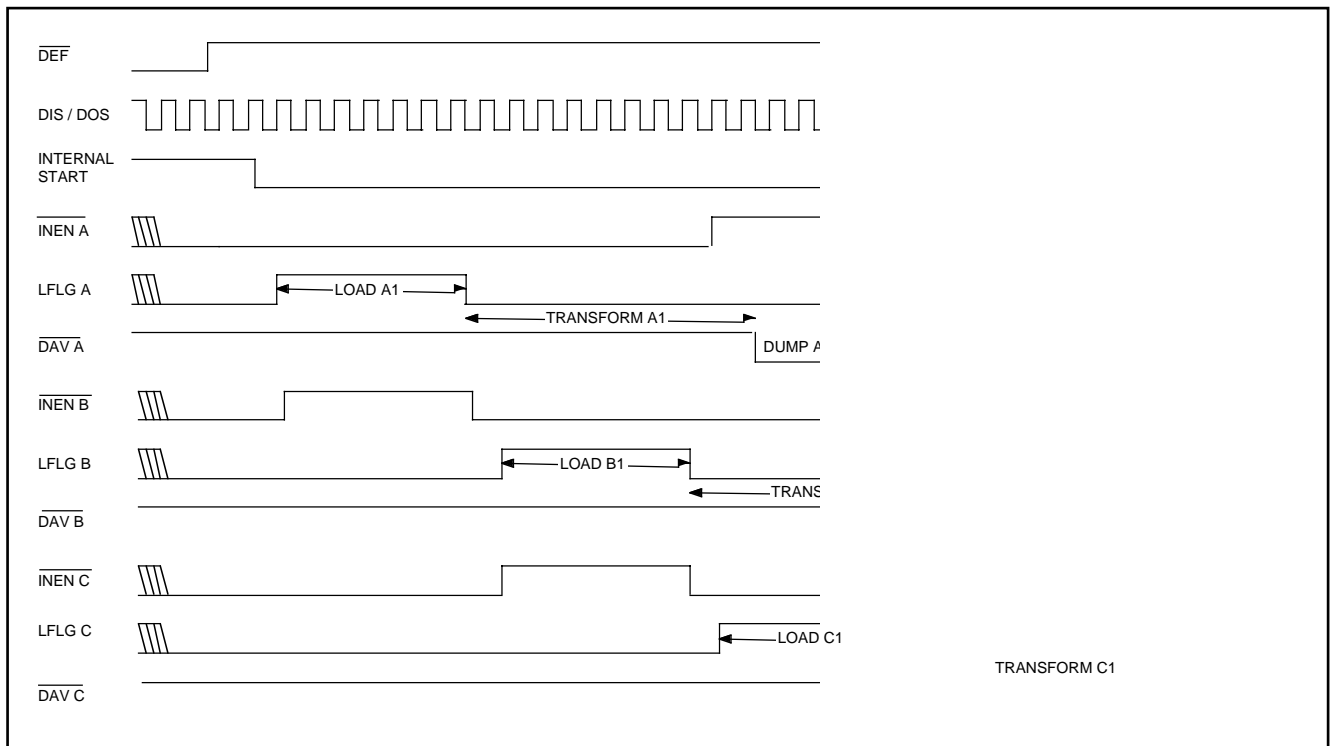 DEF
DIS / DOS
INTERNAL
START
INEN A
LFLG A
LOAD A1
TRANSFORM A1
DAV A
DUMP A
INEN B
LFLG B
LOAD B1
TRANS
DAV B
INEN C
LFLG C
LOAD C1
TRANSFORM C1
DAV C